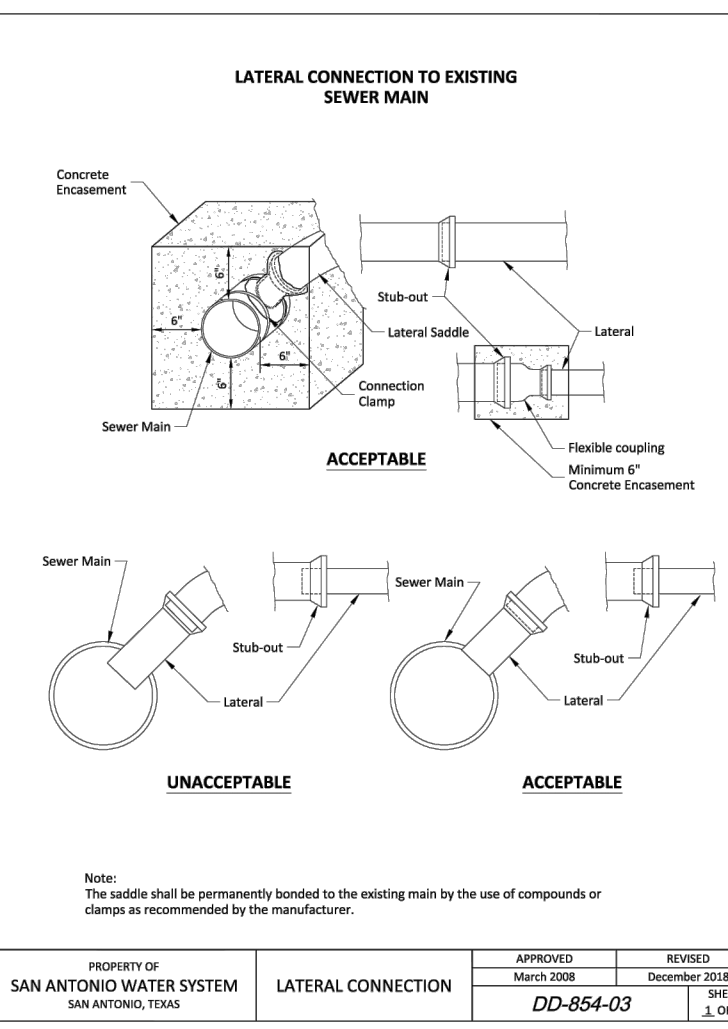 LATERAL CONNECTION TO EXISTING
SEWER MAIN
Concrete
Encasement
6"
6"
6"
6"
Stub-out
Lateral Saddle
Lateral
Connection
Clamp
Sewer Main
Flexible coupling
Minimum 6"
Concrete Encasement
ACCEPTABLE
Sewer Main
Stub-out
Lateral
UNACCEPTABLE
Sewer Main
Stub-out
Lateral
ACCEPTABLE
Note:
The saddle shall be permanently bonded to the existing main by the use of compounds or
clamps as recommended by the manufacturer.
PROPERTY OF
SAN ANTONIO WATER SYSTEM
SAN ANTONIO, TEXAS
LATERAL CONNECTION
APPROVED
March 2008
REVISED
December 2018
DD-854-03
SHE
1 O